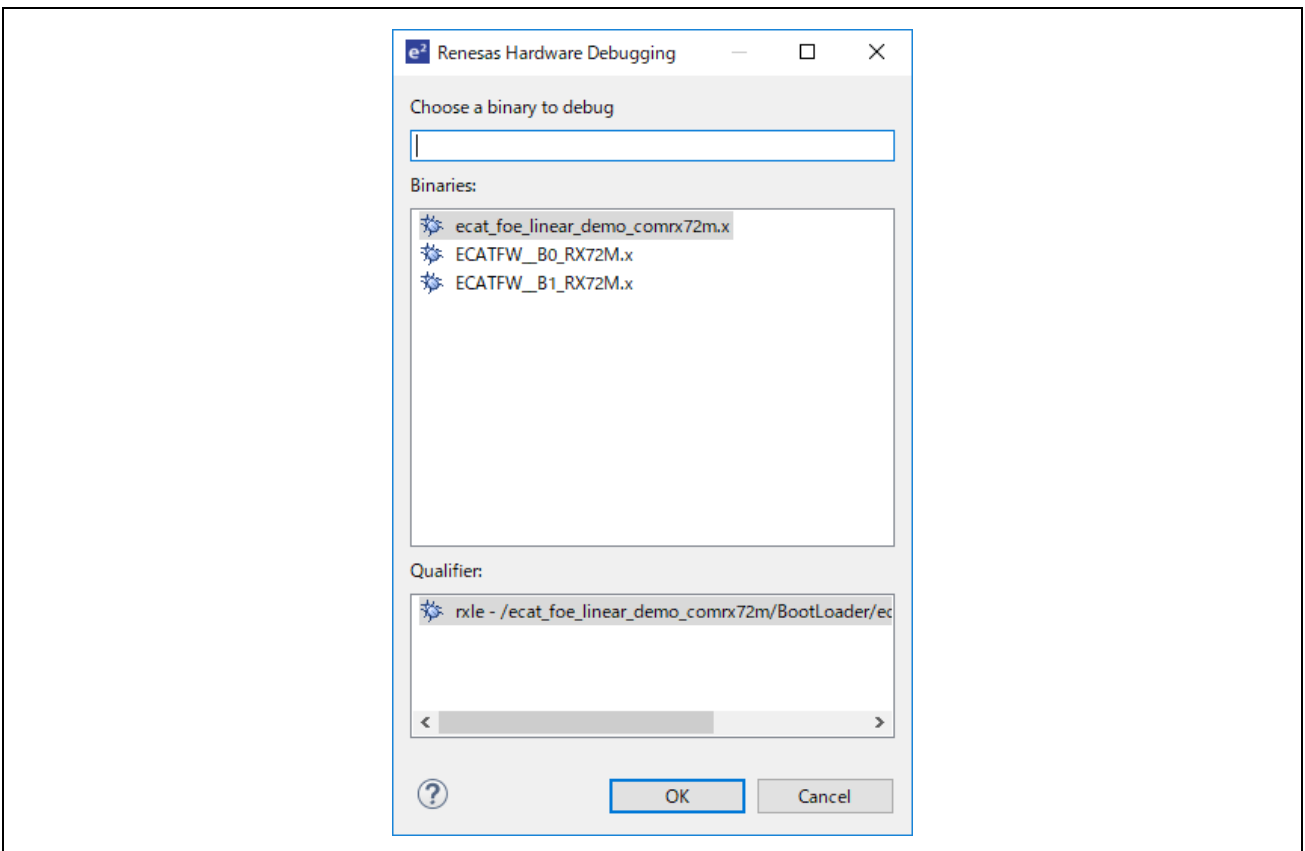 e² Renesas Hardware Debugging
Choose a binary to debug
Binaries:
ecat_foe_linear_demo_comrx72m.x
ECATFW__B0_RX72M.x
ECATFW__B1_RX72M.x
Qualifier:
rxle - /ecat_foe_linear_demo_comrx72m/BootLoader/ec
?
OK Cancel